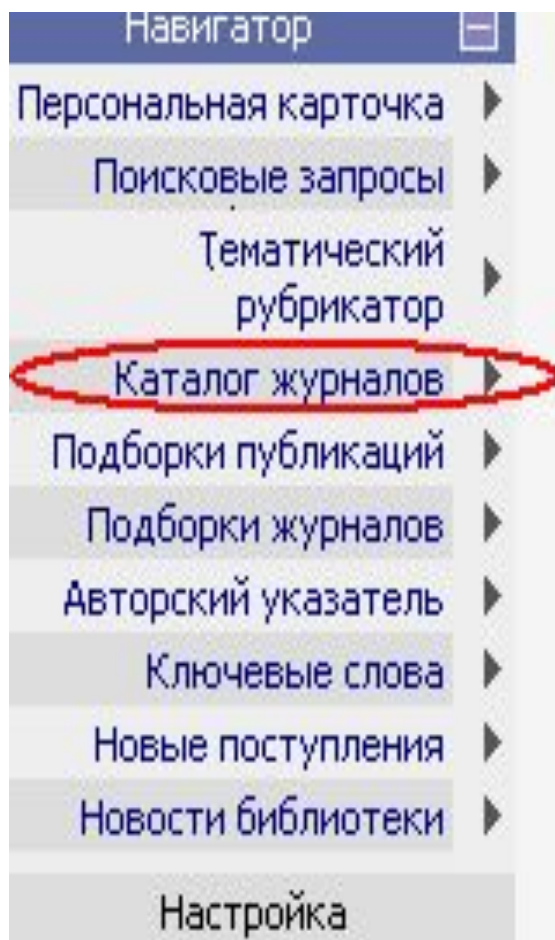 Навигатор
Персональная карточка
Поисковые запросы
Тематический
рубрикатор
Каталог журналов
Подборки публикаций
Подборки журналов
Авторский указатель
Ключевые слова
Новые поступления
Новости библиотеки
Настройка